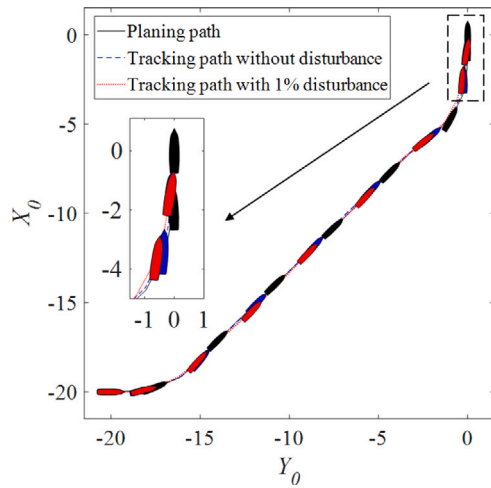 Planing path
Tracking path without disturbance
Tracking path with 1% disturbance
0
-5
-10
-15
-20
X0
0
-2
-4
-1 0 1
-20 -15 -10 -5 0
Y0